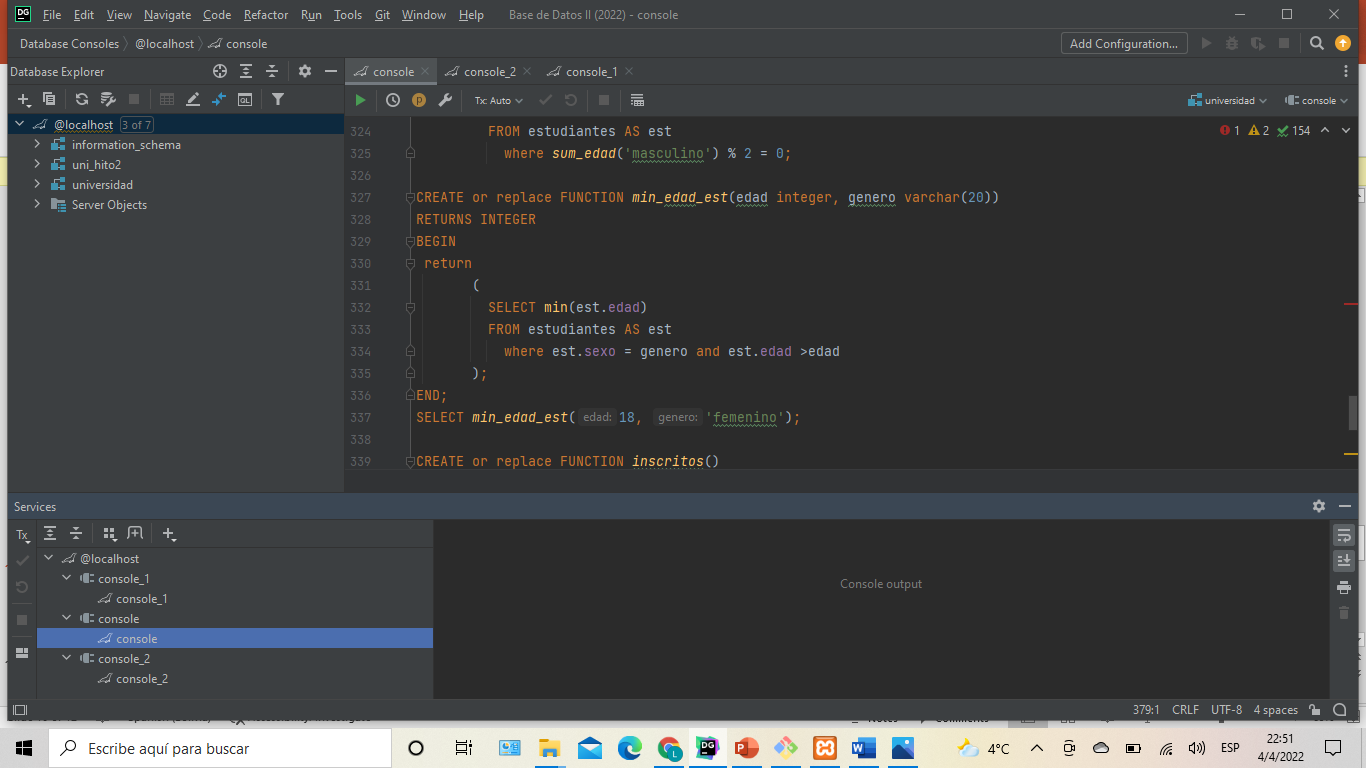 File Edit View Navigate Code Refactor Run Tools Git Window Help Base de Datos II (2022) - console
Database Consoles @localhost console Add Configuration...
Database Explorer
console console_2 console_1
Tx: Auto universidad console
@localhost 3 of 7
information_schema
uni_hito2
universidad
Server Objects
1 2 154
324 FROM estudiantes AS est
325 where sum_edad('masculino') % 2 = 0;
326
327 CREATE or replace FUNCTION min_edad_est(edad integer, genero varchar(20))
328 RETURNS INTEGER
329 BEGIN
330 return
331 (
332 SELECT min(est.edad)
333 FROM estudiantes AS est
334 where est.sexo = genero and est.edad >edad
335 );
336 END;
337 SELECT min_edad_est( edad: 18, genero: 'femenino');
338
339 CREATE or replace FUNCTION inscritos()
Services
Tx
@localhost
console_1
console_1
console
console
console_2
console_2
Console output
379:1 CRLF UTF-8 4 spaces
Escribe aquí para buscar
4°C ESP 22:51
4/4/2022